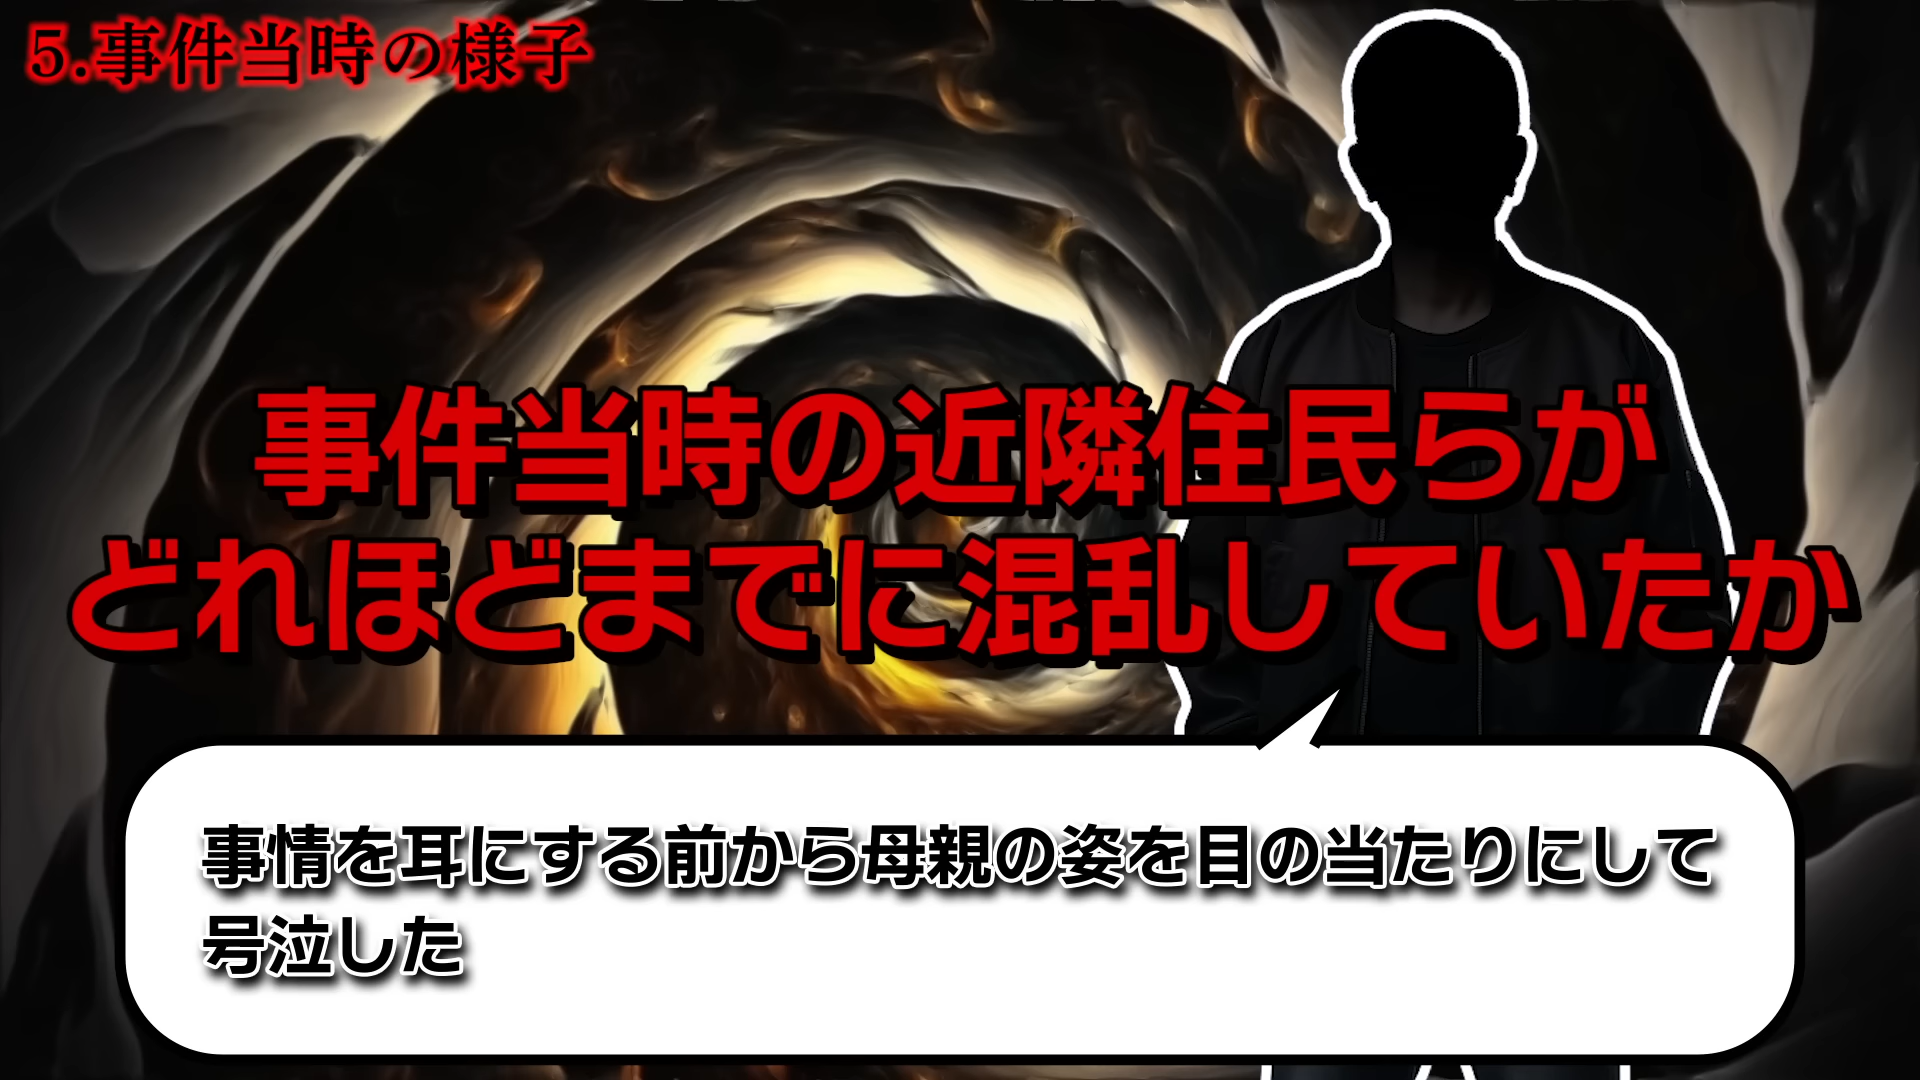 5.事件当時の様子
事件当時の近隣住民らが
どれほどまでに混乱していたか
事情を耳にする前から母親の姿を目の当たりにして
号泣した